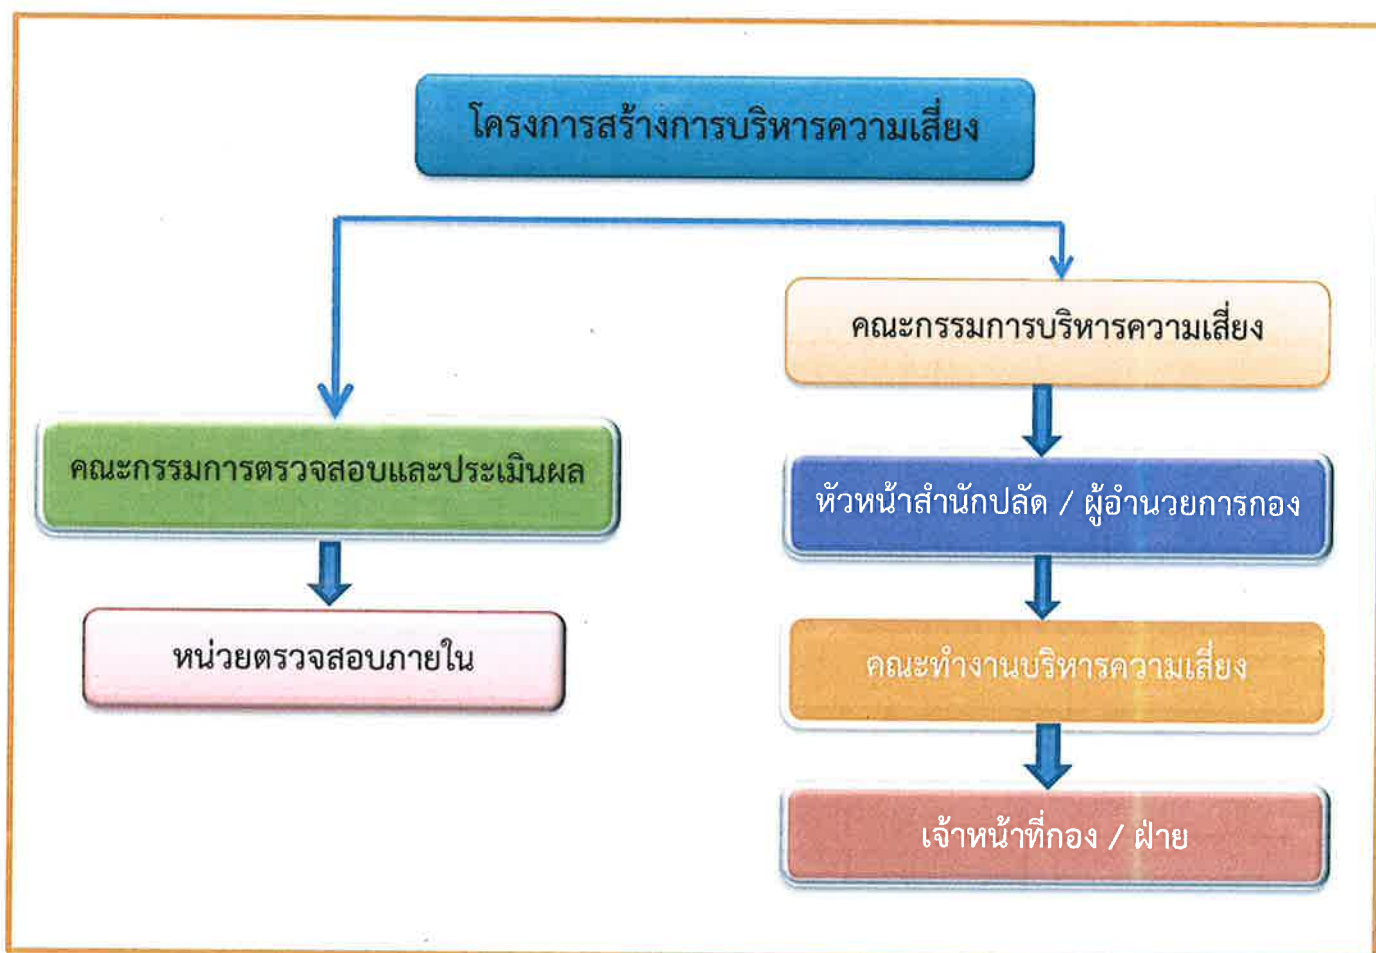 โครงการสร้างการบริหารความเสี่ยง
คณะกรรมการบริหารความเสี่ยง
คณะกรรมการตรวจสอบและประเมินผล
หัวหน้าสำนักปลัด / ผู้อำนวยการกอง
หน่วยตรวจสอบภายใน
คณะทำงานบริหารความเสี่ยง
เจ้าหน้าที่กอง / ฝ่าย